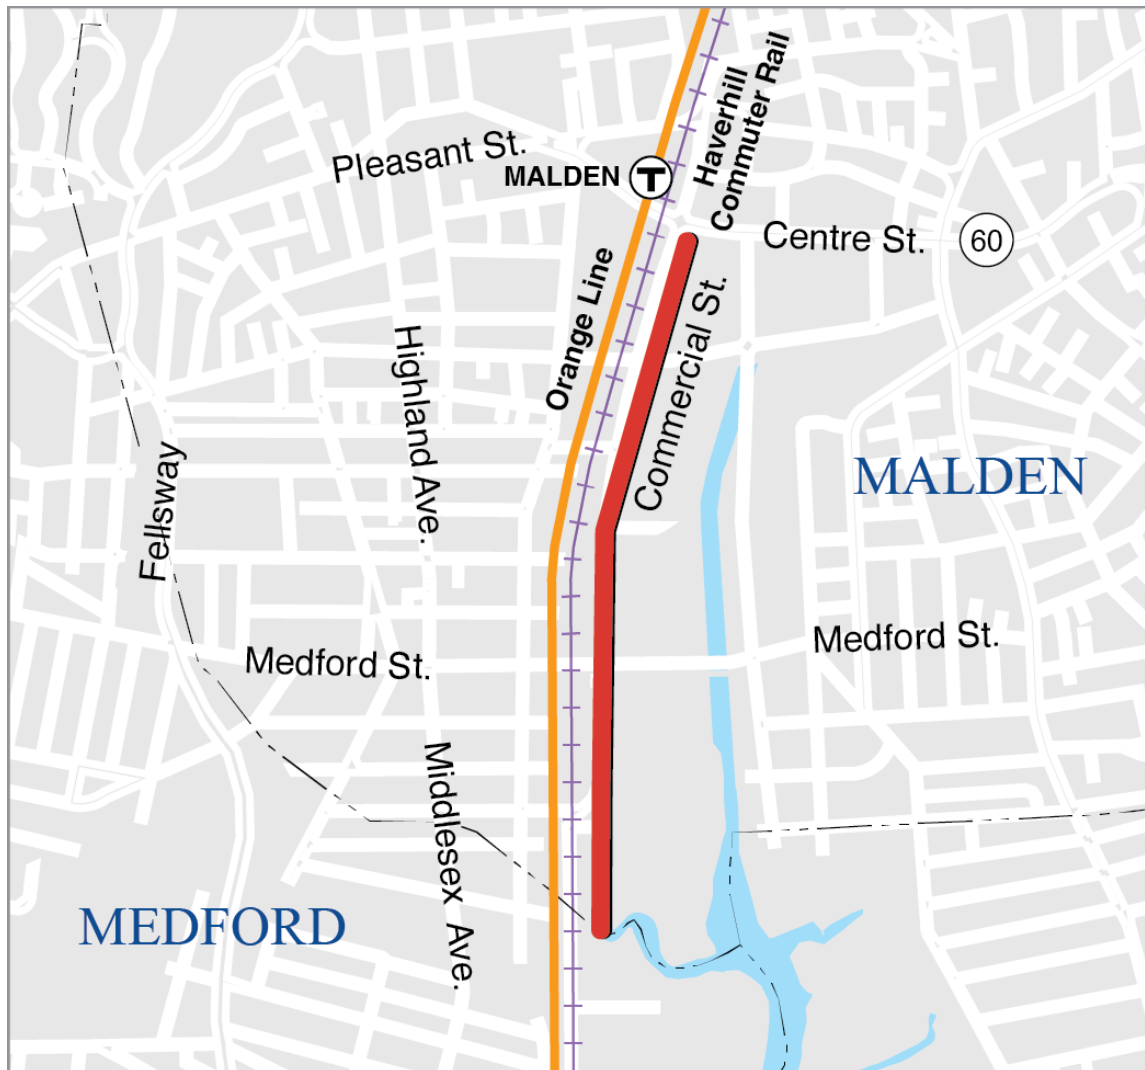 Haverhill
Commuter Rail
Pleasant St.
MALDEN
T
Centre St.
60
Orange Line
Commercial St.
Highland Ave.
Fellsway
MALDEN
Medford St.
Medford St.
Middlesex Ave.
MEDFORD